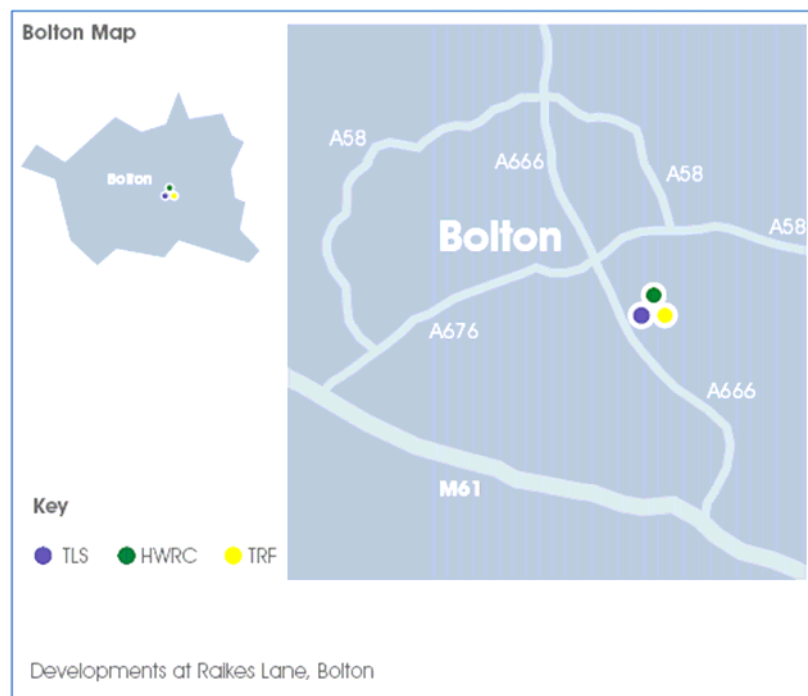 Bolton Map
Bolton
A58
A666
A58
A58
Bolton
A676
A666
M61
Key
TLS
HWRC
TRF
Developments at Raikes Lane, Bolton